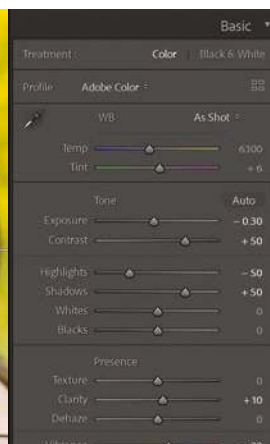 Basic
Treatment : Color | Black & White
Profile : Adobe Color
WB As Shot
Temp 6300
Tint + 6
Tone Auto
Exposure - 0.30
Contrast + 50
Highlights - 50
Shadows + 50
Whites 0
Blacks 0
Presence
Texture 0
Clarity + 10
Dehaze 0